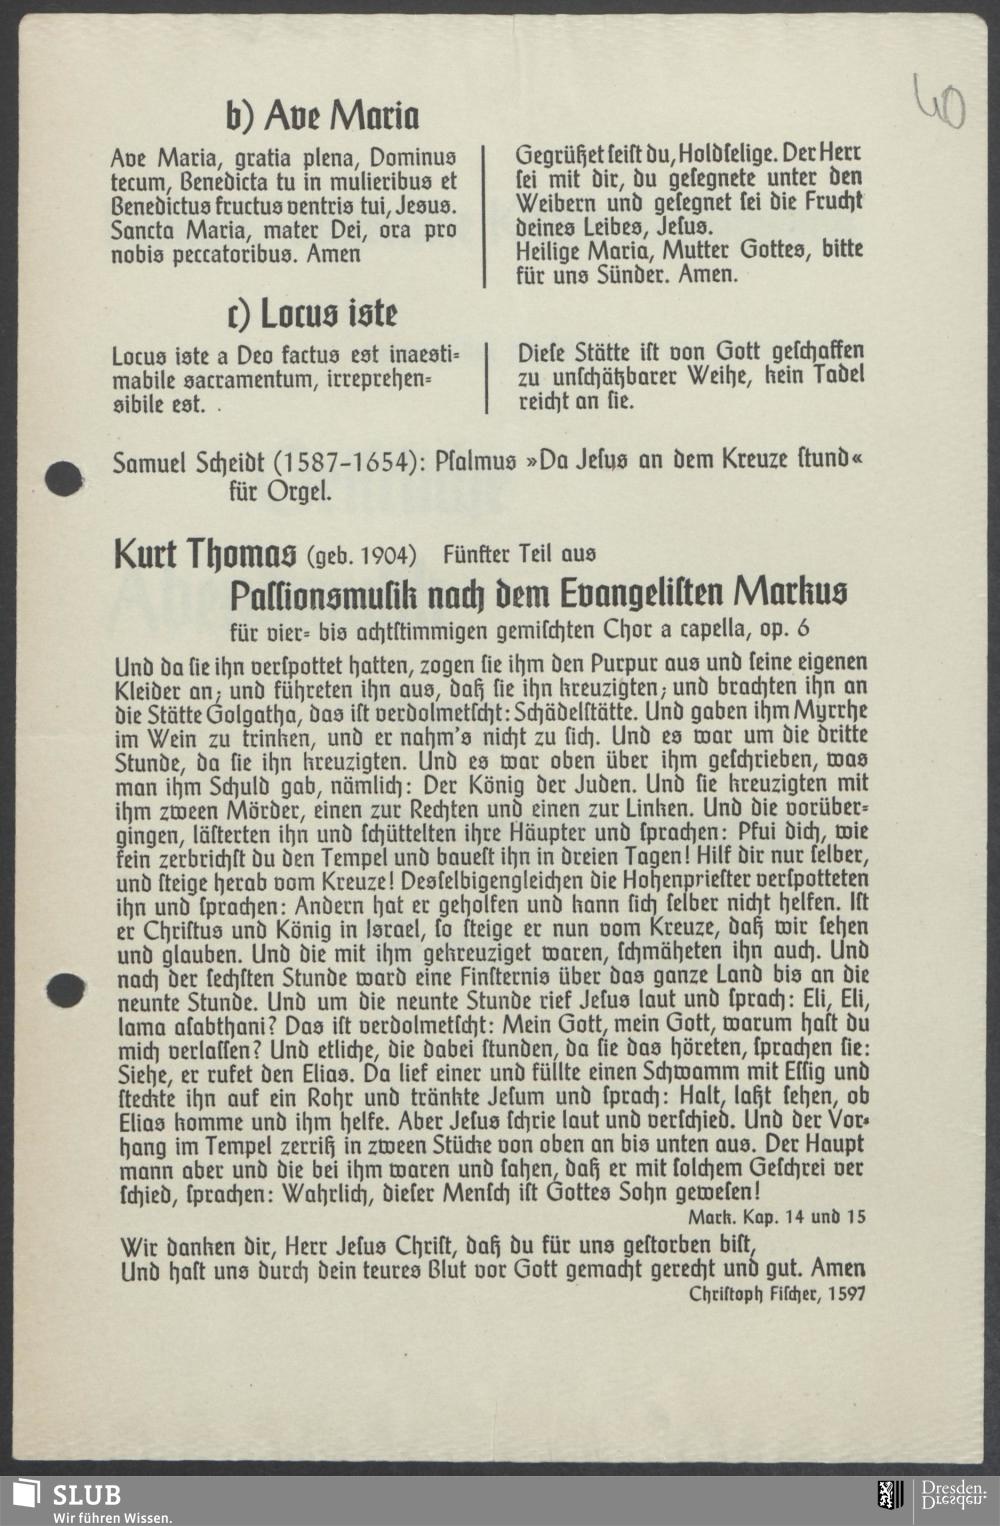 40
b) Ave Maria
Ave Maria, gratia plena, Dominus
tecum, Benedicta tu in mulieribus et
Benedictus fructus ventris tui, Jesus.
Sancta Maria, mater Dei, ora pro
nobis peccatoribus. Amen
Gegrüßet seist du, Holdselige. Der Herr
sei mit dir, du gesegnete unter den
Weibern und gesegnet sei die Frucht
deines Leibes, Jesus.
Heilige Maria, Mutter Gottes, bitte
für uns Sünder. Amen.
c) Locus iste
Locus iste a Deo factus est inaesti-
mabile sacramentum, irreprehen-
sibile est.
Diese Stätte ist von Gott geschaffen
zu unschätzbarer Weihe, kein Tadel
reicht an sie.
Samuel Scheidt (1587-1654): Psalmus »Da Jesus an dem Kreuze stund«
für Orgel.
Kurt Thomas (geb. 1904) Fünfter Teil aus
Passionsmusik nach dem Evangelisten Markus
für vier- bis achtstimmigen gemischten Chor a capella, op. 6
Und da sie ihn verspottet hatten, zogen sie ihm den Purpur aus und seine eigenen
Kleider an; und führeten ihn aus, daß sie ihn kreuzigten; und brachten ihn an
die Stätte Golgatha, das ist verdolmetscht: Schädelstätte. Und gaben ihm Myrrhe
im Wein zu trinken, und er nahm's nicht zu sich. Und es war um die dritte
Stunde, da sie ihn kreuzigten. Und es war oben über ihm geschrieben, was
man ihm Schuld gab, nämlich: Der König der Juden. Und sie kreuzigten mit
ihm zween Mörder, einen zur Rechten und einen zur Linken. Und die vorüber-
gingen, lästerten ihn und schüttelten ihre Häupter und sprachen: Pfui dich, wie
fein zerbrichst du den Tempel und bauest ihn in dreien Tagen! Hilf dir nur selber,
und steige herab vom Kreuze! Desselbigengleichen die Hohenpriester verspotteten
ihn und sprachen: Andern hat er geholfen und kann sich selber nicht helfen. Ist
er Christus und König in Israel, so steige er nun vom Kreuze, daß wir sehen
und glauben. Und die mit ihm gekreuziget waren, schmäheten ihn auch. Und
nach der sechsten Stunde ward eine Finsternis über das ganze Land bis an die
neunte Stunde. Und um die neunte Stunde rief Jesus laut und sprach: Eli, Eli,
lama asabthani? Das ist verdolmetscht: Mein Gott, mein Gott, warum hast du
mich verlassen? Und etliche, die dabei stunden, da sie das höreten, sprachen sie:
Siehe, er rufet den Elias. Da lief einer und füllte einen Schwamm mit Essig und
steckte ihn auf ein Rohr und tränkte Jesum und sprach: Halt, laßt sehen, ob
Elias komme und ihm helfe. Aber Jesus schrie laut und verschied. Und der Vor-
hang im Tempel zerriß in zween Stücke von oben an bis unten aus. Der Haupt
mann aber und die bei ihm waren und sahen, daß er mit solchem Geschrei ver
schied, sprachen: Wahrlich, dieser Mensch ist Gottes Sohn gewesen!
Mark. Kap. 14 und 15
Wir danken dir, Herr Jesus Christ, daß du für uns gestorben bist,
Und hast uns durch dein teures Blut vor Gott gemacht gerecht und gut. Amen
Christoph Fischer, 1597
SLUB
Wir führen Wissen.
Dresden.
Dresden.